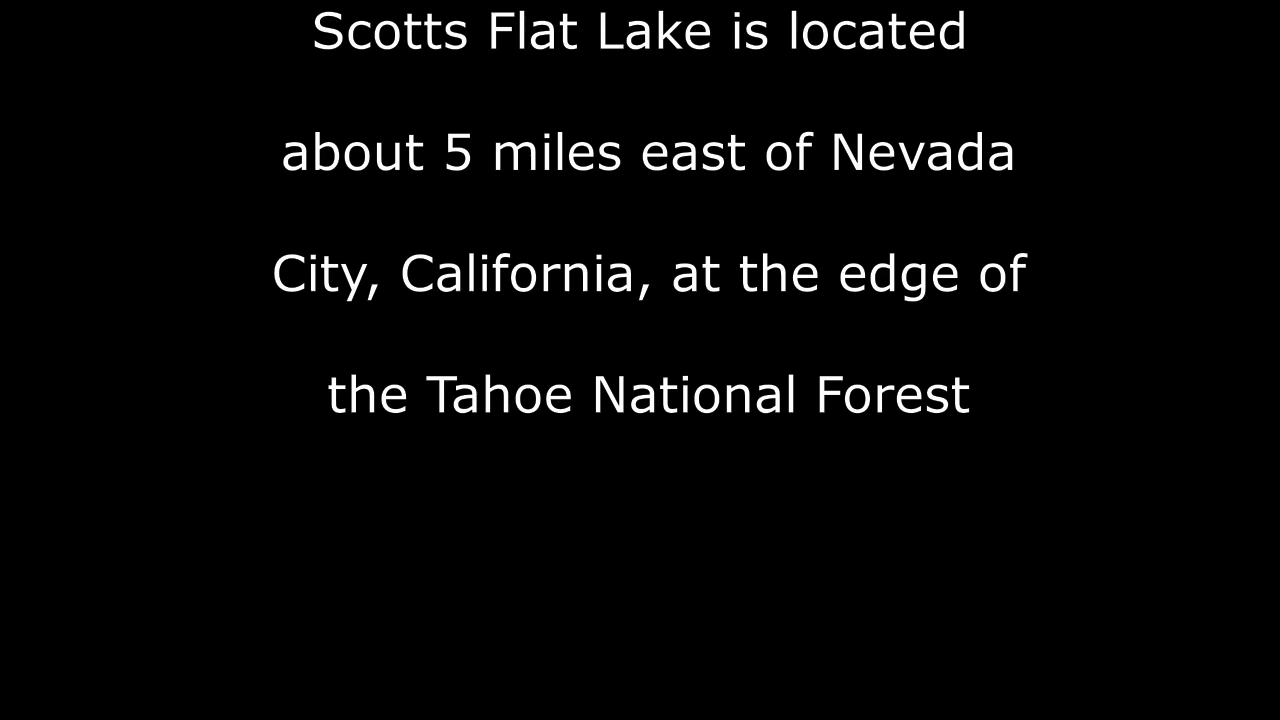 Scotts Flat Lake is located
about 5 miles east of Nevada
City, California, at the edge of
the Tahoe National Forest